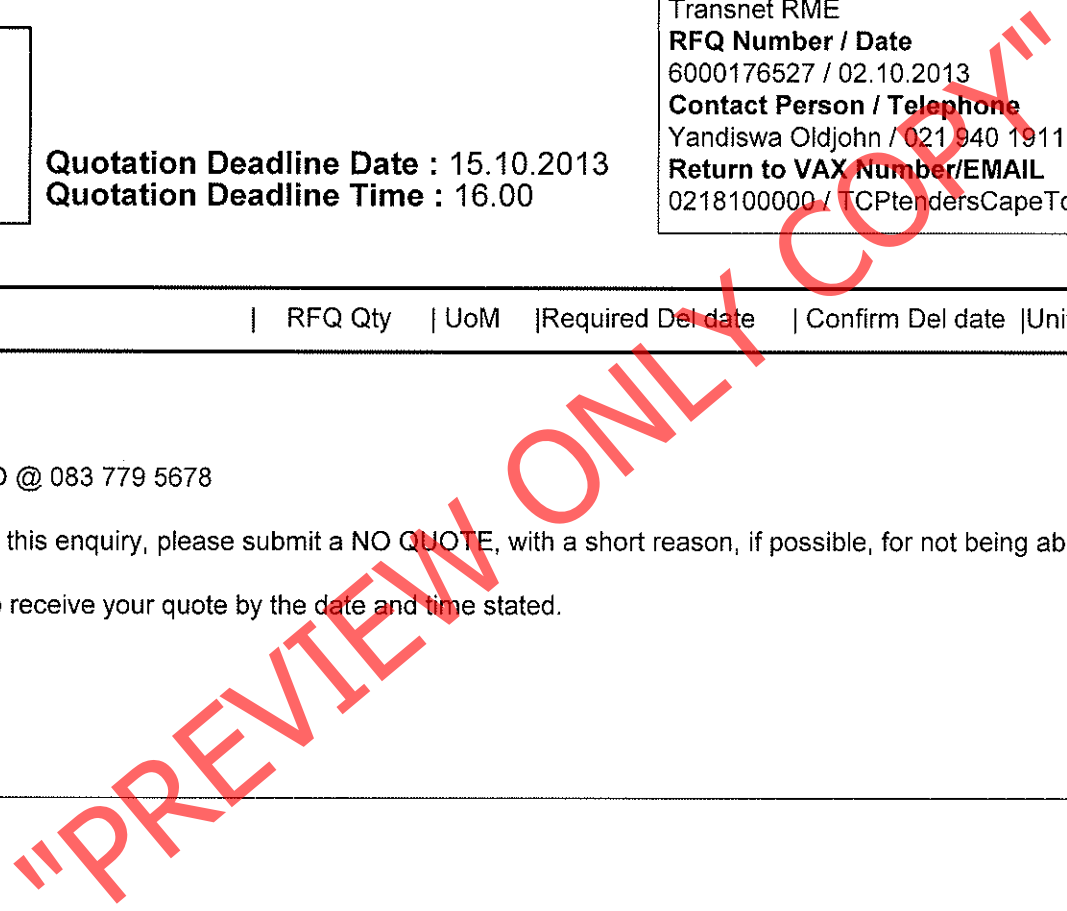 Transnet RME
RFQ Number / Date
6000176527 / 02.10.2013
Contact Person / Telephone
Yandiswa Oldjohn / 021 940 1911
Return to VAX Number/EMAIL
0218100000 / TCPtendersCapeTo
Quotation Deadline Date : 15.10.2013
Quotation Deadline Time : 16.00
| RFQ Qty | UoM |Required Del date | Confirm Del date |Uni
@ 083 779 5678
this enquiry, please submit a NO QUOTE, with a short reason, if possible, for not being ab
receive your quote by the date and time stated.
"PREVIEW ONLY COPY"